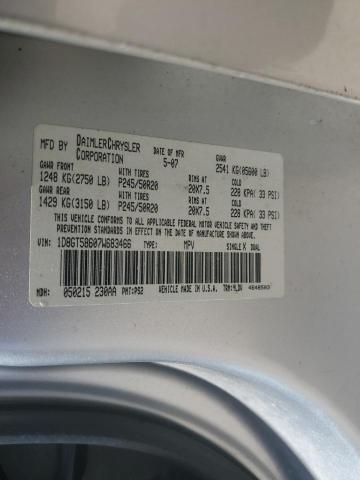 MFD BY DAIMLERCHRYSLER CORPORATION DATE OF MFR 5-07 GVWR 2541 KG(05600 LB)
GAWR FRONT WITH TIRES RIMS AT COLD
1248 KG(2750 LB) P245/50R20 20X7.5 228 KPA( 33 PSI)
GAWR REAR WITH TIRES RIMS AT COLD
1429 KG(3150 LB) P245/50R20 20X7.5 228 KPA( 33 PSI)
THIS VEHICLE CONFORMS TO ALL APPLICABLE FEDERAL MOTOR VEHICLE SAFETY, BUMPER, AND THEFT
PREVENTION STANDARDS IN EFFECT ON THE DATE OF MANUFACTURE SHOWN ABOVE.
VIN: 1D8GT58607W683466 TYPE: MPV SINGLE X DUAL
MDH: 050215 230AA PNT:PS2 VEHICLE MADE IN U.S.A. TRM:YLDV